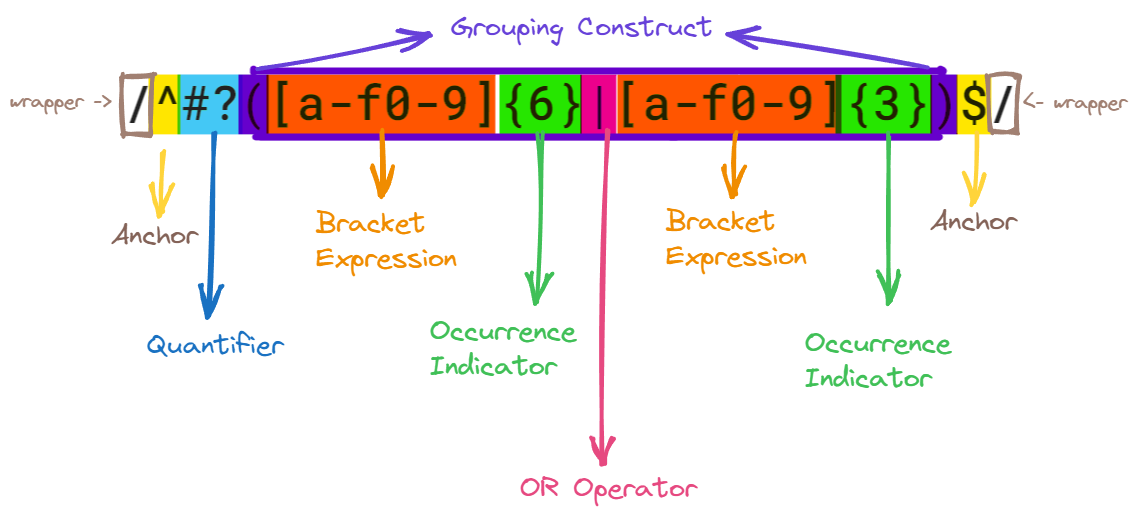 Grouping Construct
wrapper -> /^#?([a-f0-9]{6}|[a-f0-9]{3})$/ <- wrapper
Anchor
Bracket
Expression
Bracket
Expression
Anchor
Quantifier
Occurrence
Indicator
Occurrence
Indicator
OR Operator